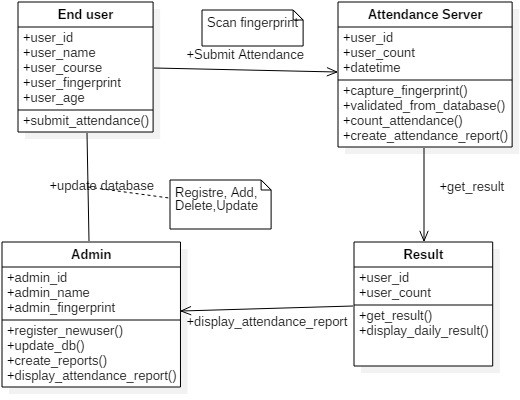 End user
+user_id
+user_name
+user_course
+user_fingerprint
+user_age
+submit_attendance()
Scan fingerprint
+Submit Attendance
Attendance Server
+user_id
+user_count
+datetime
+capture_fingerprint()
+validated_from_database()
+count_attendance()
+create_attendance_report()
+update database
Registre, Add,
Delete,Update
+get_result
Admin
+admin_id
+admin_name
+admin_fingerprint
+register_newuser()
+update_db()
+create_reports()
+display_attendance_report()
+display_attendance_report
Result
+user_id
+user_count
+get_result()
+display_daily_result()